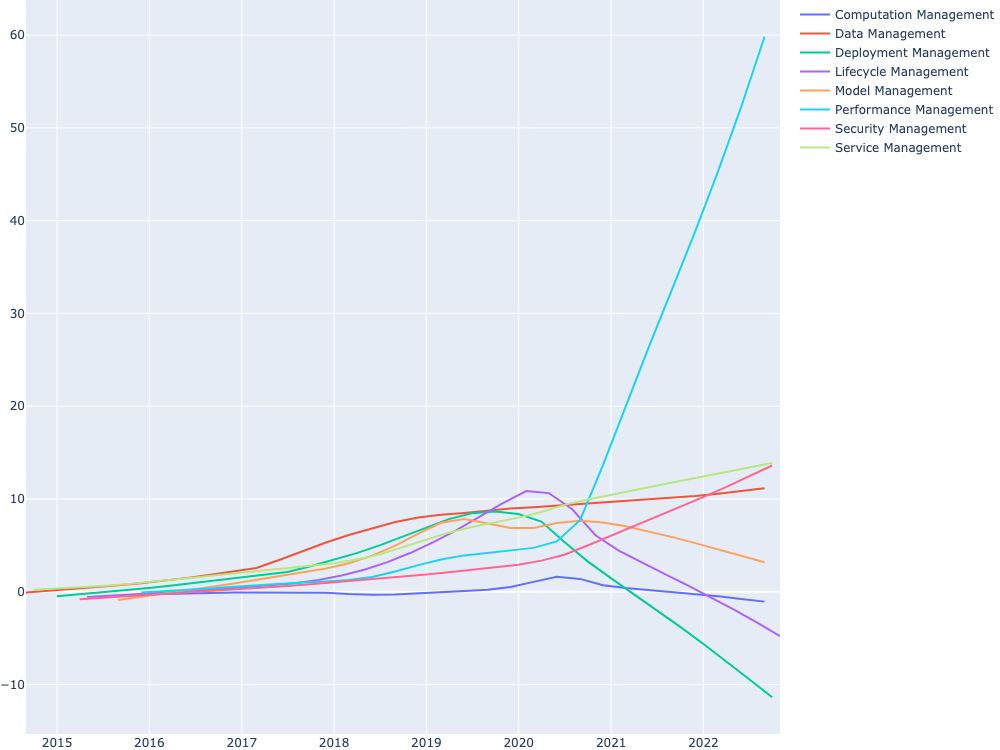 60
50
40
30
20
10
0
−10
2015 2016 2017 2018 2019 2020 2021 2022
Computation Management
Data Management
Deployment Management
Lifecycle Management
Model Management
Performance Management
Security Management
Service Management